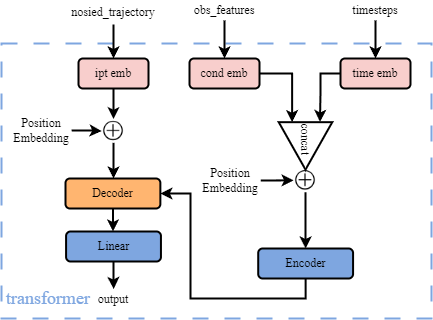 nosied_trajectory
obs_features
timesteps
ipt emb
cond emb
time emb
concat
Position
Embedding
Position
Embedding
Decoder
Linear
Encoder
transformer
output